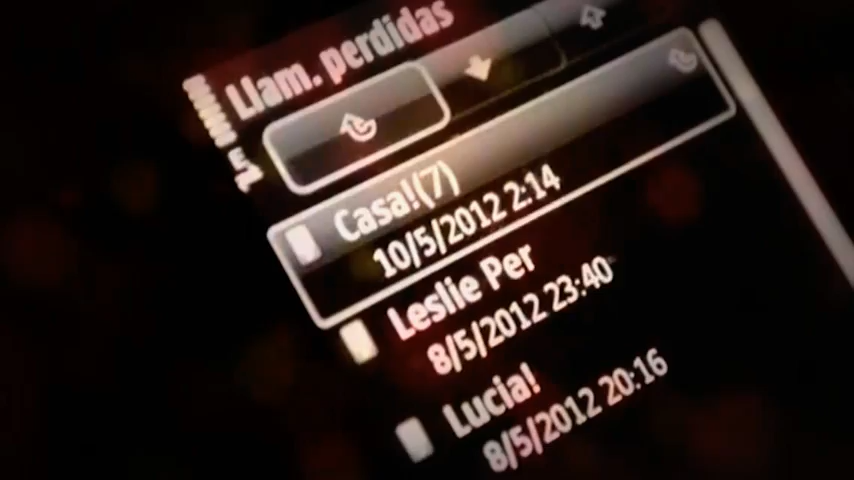 Llam. perdidas
Casa!(7)
10/5/2012 2:14
Leslie Per
8/5/2012 23:40
Lucia!
8/5/2012 20:16